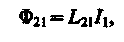 Φ₂₁ = L₂₁I₁,